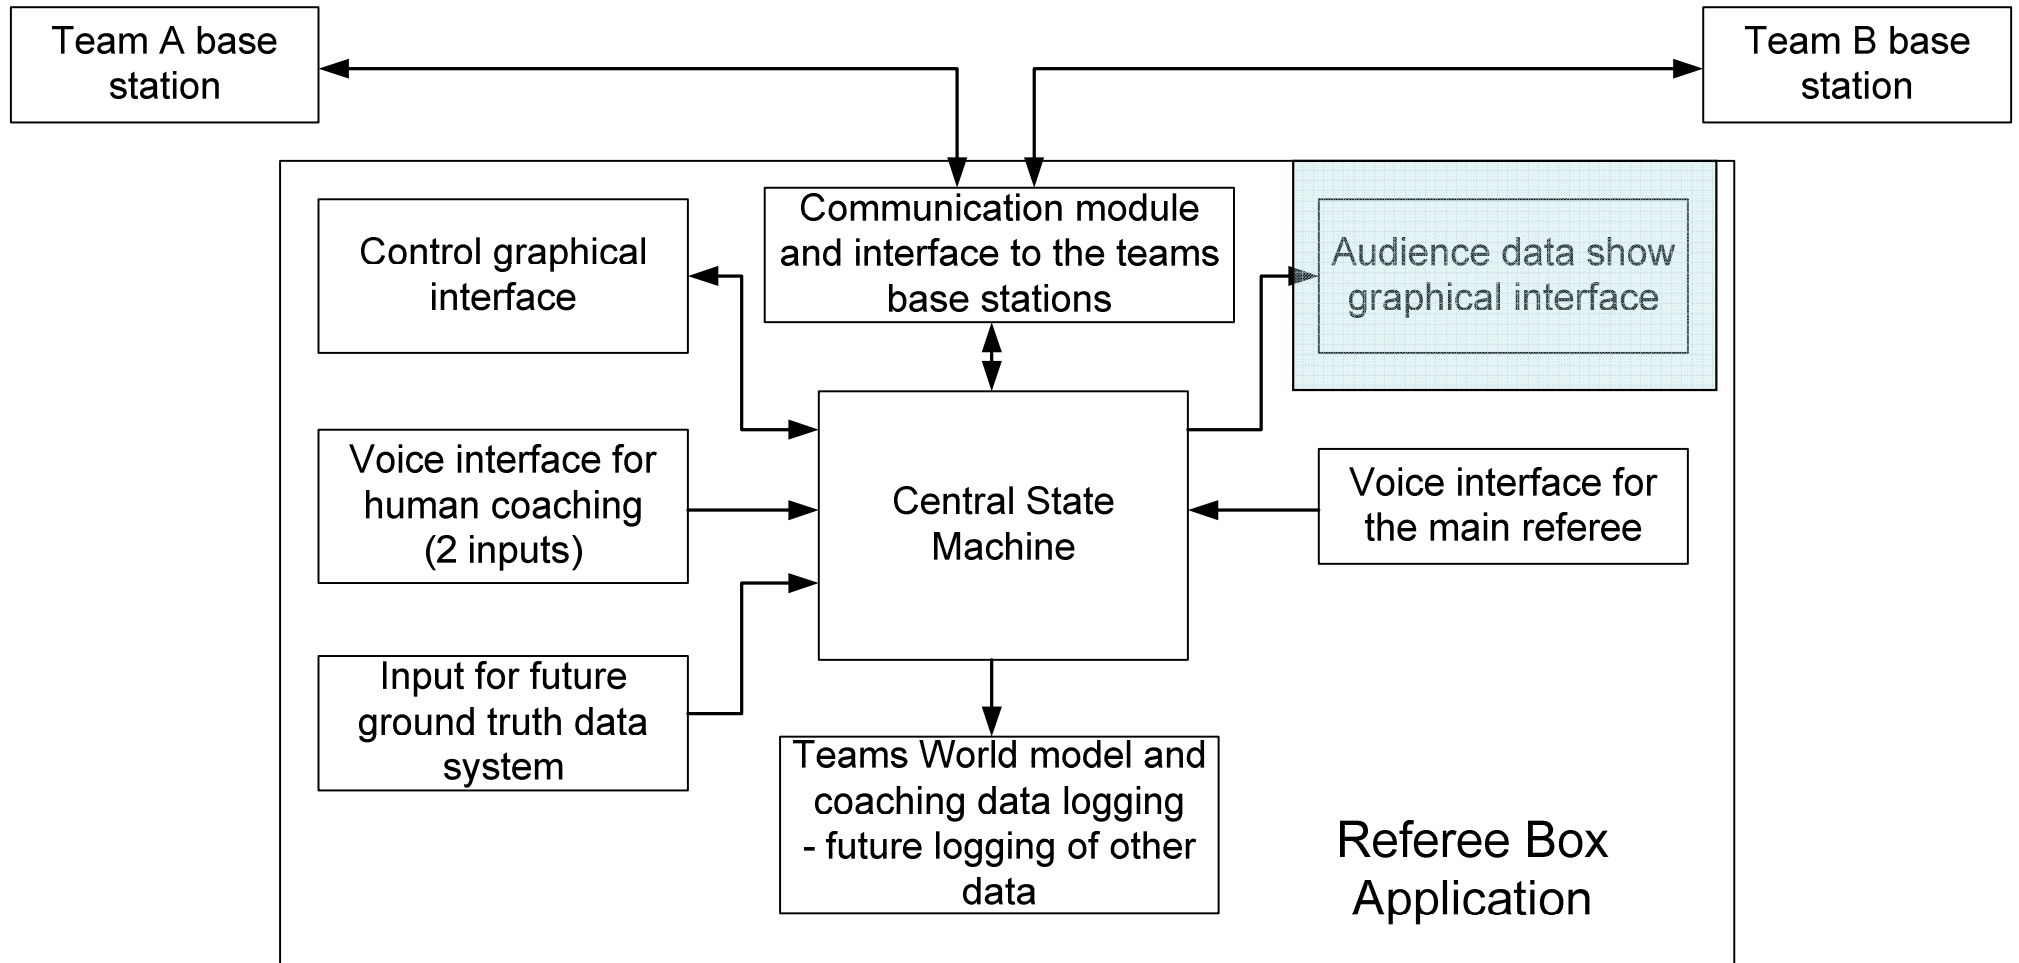 Team A base
station
Team B base
station
Communication module
and interface to the teams
base stations
Control graphical
interface
Audience data show
graphical interface
Voice interface for
human coaching
(2 inputs)
Central State
Machine
Voice interface for
the main referee
Input for future
ground truth data
system
Teams World model and
coaching data logging
- future logging of other
data
Referee Box
Application